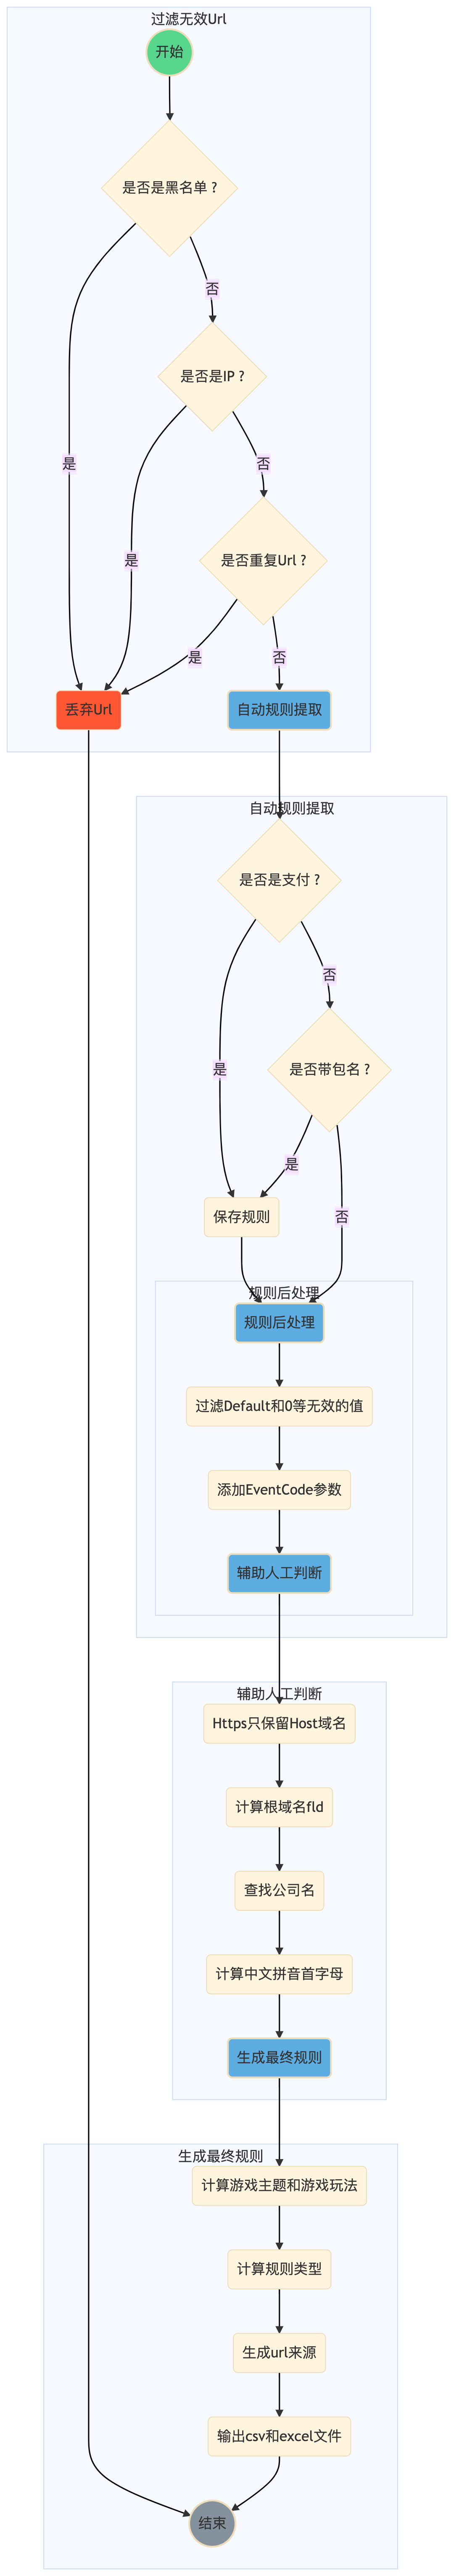 过滤无效Url
开始
是否是黑名单？
否
是否是IP？
是
否
是
是否重复Url？
是
否
丢弃Url
自动规则提取
自动规则提取
是否是支付？
否
是
是否带包名？
是
保存规则
否
规则后处理
规则后处理
过滤Default和0等无效的值
添加EventCode参数
辅助人工判断
辅助人工判断
Https只保留Host域名
计算根域名fld
查找公司名
计算中文拼音首字母
生成最终规则
生成最终规则
计算游戏主题和游戏玩法
计算规则类型
生成url来源
输出csv和excel文件
结束